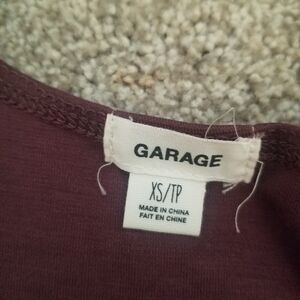 GARAGE
XS/TP
MADE IN CHINA
FAIT EN CHINE